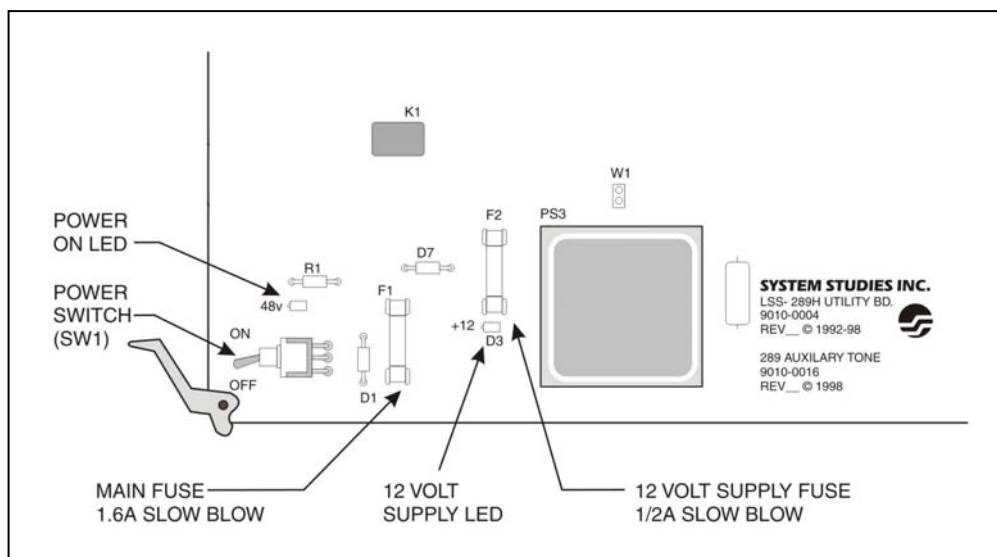 K1
W1
F2
PS3
POWER
ON LED
D7
R1
POWER
SWITCH
(SW1)
48v
F1
SYSTEM STUDIES INC.
LSS- 289H UTILITY BD.
9010-0004
REV__ © 1992-98
+12
D3
ON
OFF
289 AUXILARY TONE
9010-0016
REV__ © 1998
D1
MAIN FUSE
1.6A SLOW BLOW
12 VOLT
SUPPLY LED
12 VOLT SUPPLY FUSE
1/2A SLOW BLOW